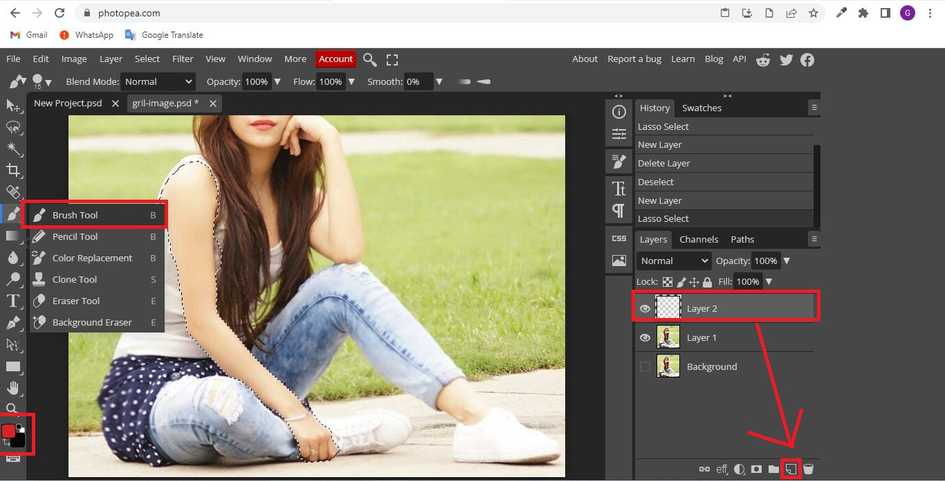 photopea.com
G
Gmail WhatsApp Google Translate
File Edit Image Layer Select Filter View Window More Account
About Report a bug Learn Blog API
Blend Mode: Normal Opacity: 100% Flow: 100% Smooth: 0%
16
New Project.psd gril-image.psd *
Brush Tool B
Pencil Tool B
Color Replacement B
Clone Tool S
Eraser Tool E
Background Eraser E
History Swatches
Lasso Select
New Layer
Delete Layer
Deselect
New Layer
Lasso Select
CSS
Layers Channels Paths
Normal Opacity: 100%
Lock: Fill: 100%
Layer 2
Layer 1
Background
eff